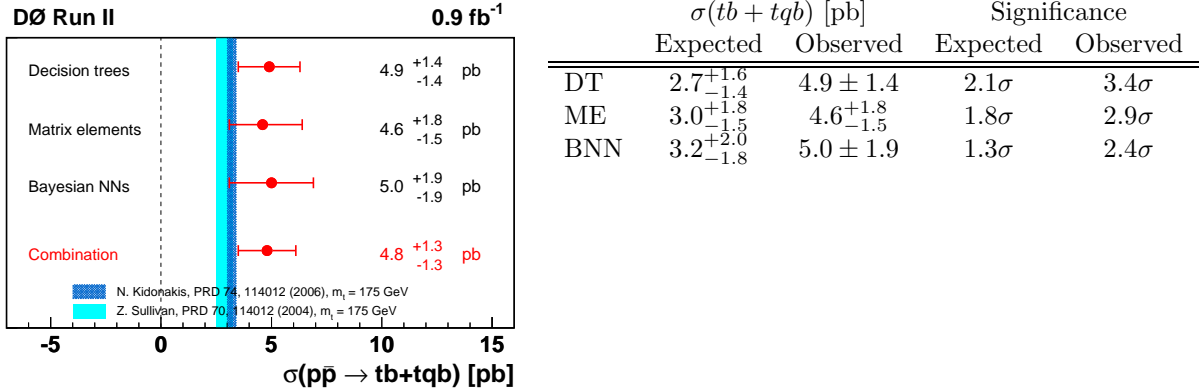 DØ Run II 0.9 fb⁻¹
Decision trees 4.9 +1.4 -1.4 pb
Matrix elements 4.6 +1.8 -1.5 pb
Bayesian NNs 5.0 +1.9 -1.9 pb
Combination 4.8 +1.3 -1.3 pb
N. Kidonakis, PRD 74, 114012 (2006), mₜ = 175 GeV
Z. Sullivan, PRD 70, 114012 (2004), mₜ = 175 GeV
-5 0 5 10 15
σ(pp̄ → tb+tqb) [pb]
σ(tb + tqb) [pb] Significance
Expected Observed Expected Observed
DT 2.7 +1.6 −1.4 4.9 ± 1.4 2.1σ 3.4σ
ME 3.0 +1.8 −1.5 4.6 +1.8 −1.5 1.8σ 2.9σ
BNN 3.2 +2.0 −1.8 5.0 ± 1.9 1.3σ 2.4σ